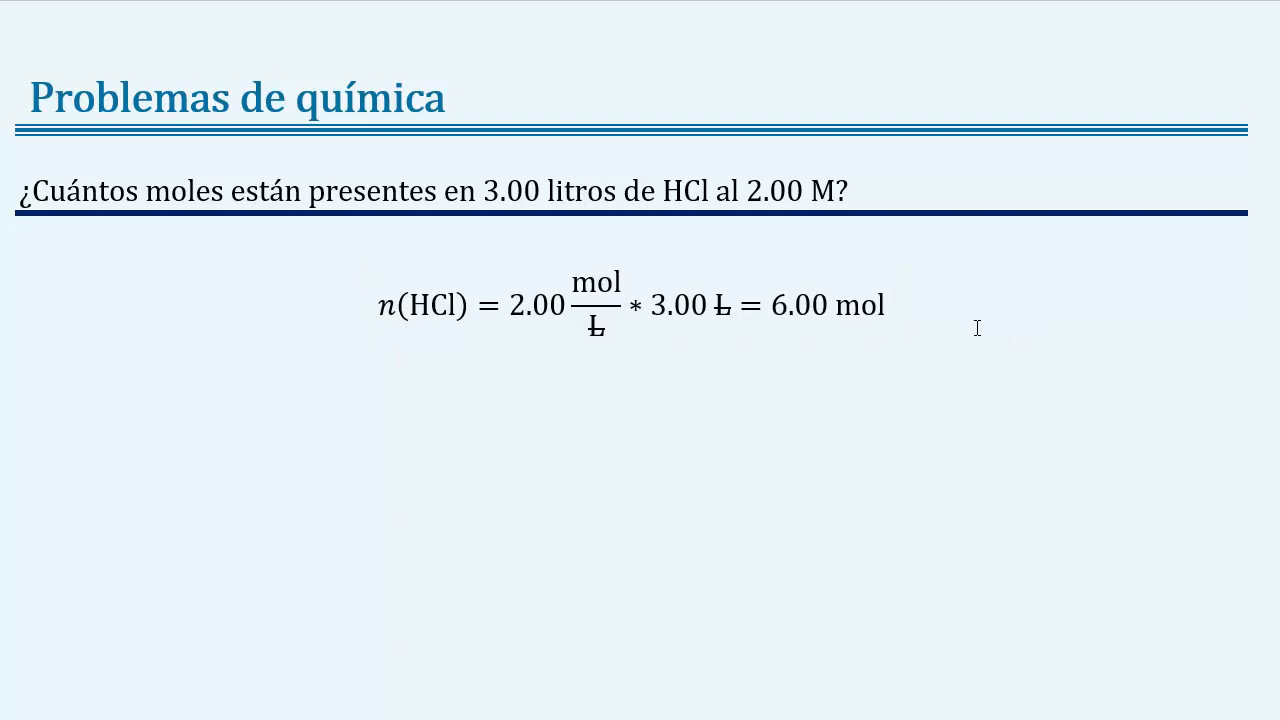 Problemas de química
¿Cuántos moles están presentes en 3.00 litros de HCl al 2.00 M?
n(HCl) = 2.00 mol/L ∗ 3.00 L = 6.00 mol